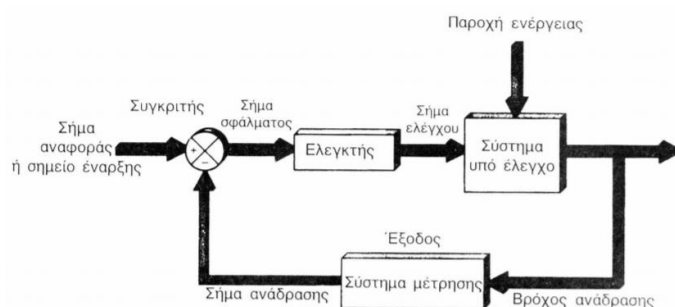 Παροχή ενέργειας
Συγκριτής
Σήμα
σφάλματος
Σήμα
ελέγχου
Σήμα
αναφοράς
ή σημείο έναρξης
+
−
Ελεγκτής
Σύστημα
υπό έλεγχο
Έξοδος
Σύστημα μέτρησης
Σήμα ανάδρασης
Βρόχος ανάδρασης